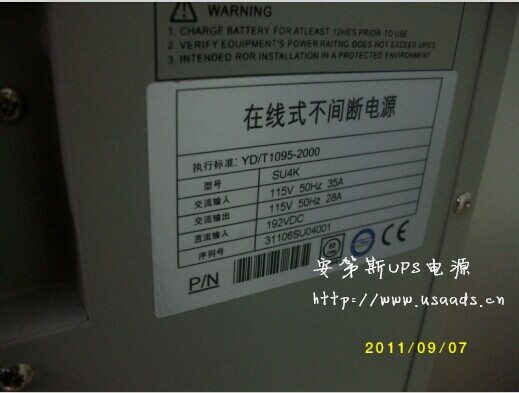 WARNING
1. CHARGE BATTERY FOR ATLEAST 12HES PRIOR TO USE
2. VERIFY EQUIPMENT'S POWER RAITNG DOES NOT EXCEED UPS'S
3. INTENDED ROR INSTALLATION IN A PROTECTED ENVIRONMENT
在线式不间断电源
执行标准: YD/T1095-2000
型号 SU4K
交流输入 115V 50Hz 35A
交流输出 115V 50Hz 28A
直流输入 192VDC
序列号 31106SU04001
P/N
CE
安第斯UPS电源
http://www.usaads.cn
2011/09/07